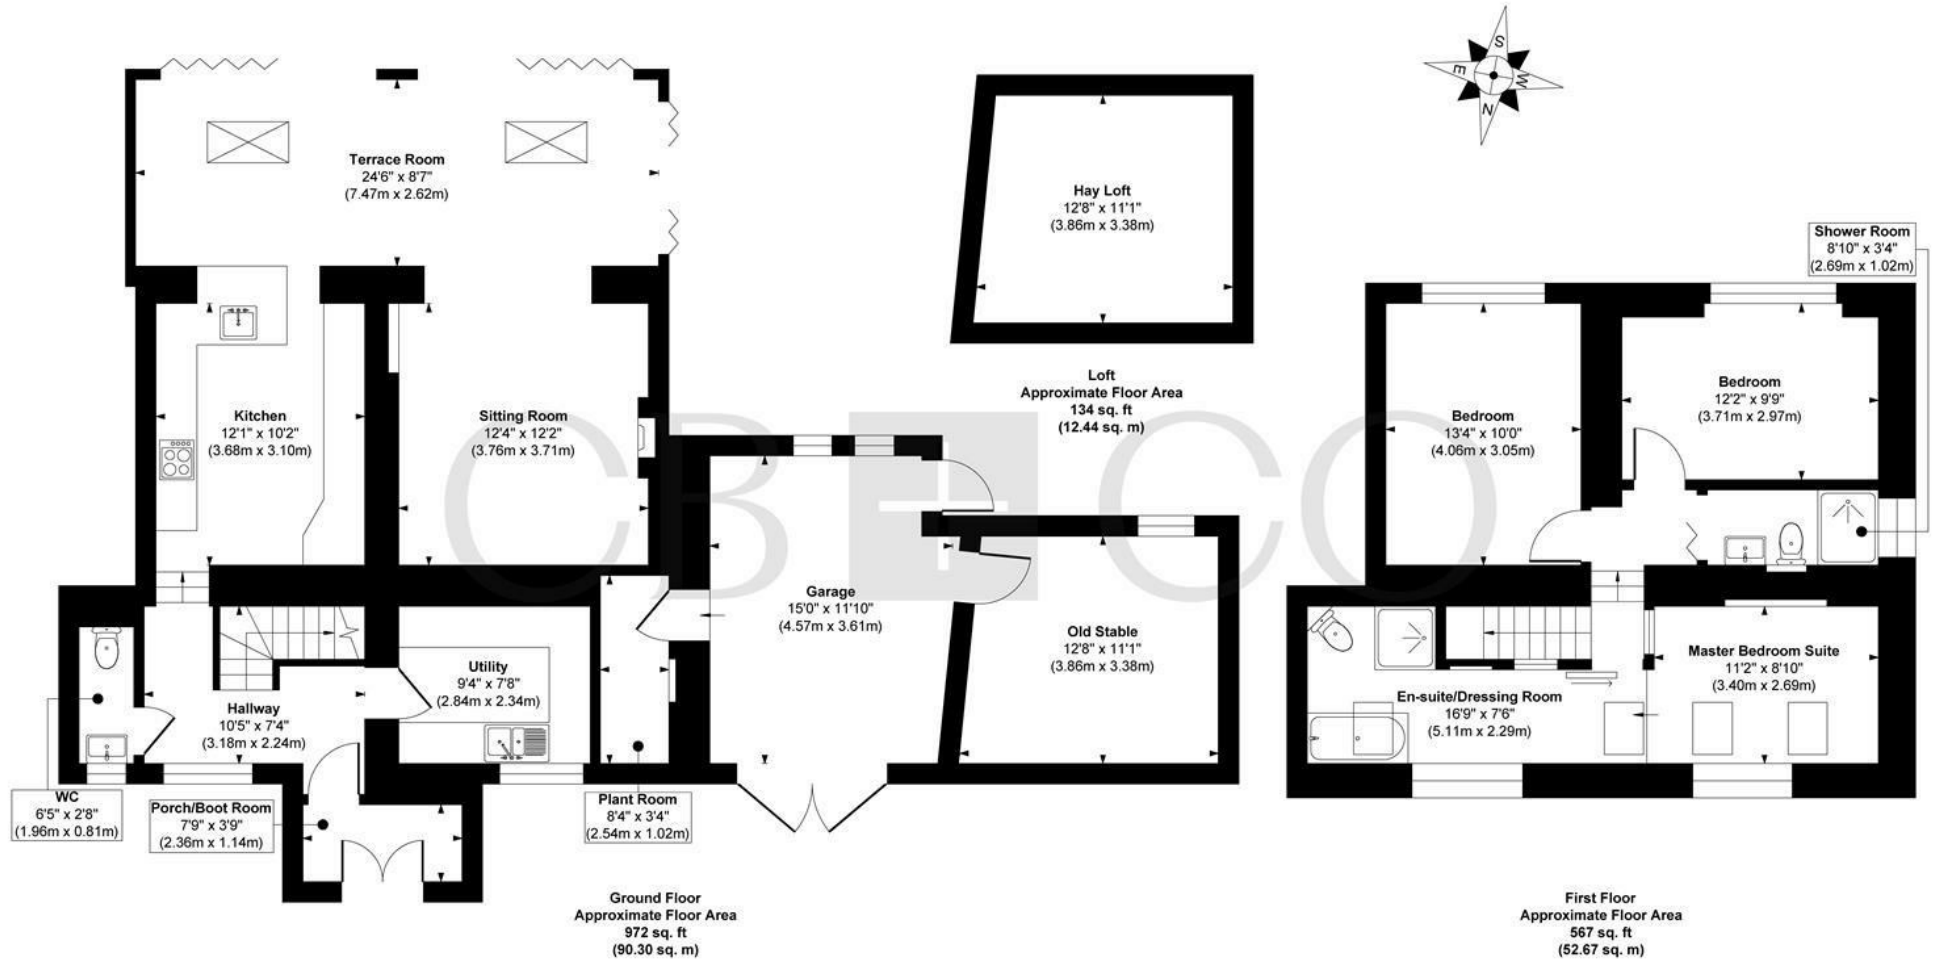 S
E
W
N
Terrace Room
24'6" x 8'7"
(7.47m x 2.62m)
Hay Loft
12'8" x 11'1"
(3.86m x 3.38m)
Shower Room
8'10" x 3'4"
(2.69m x 1.02m)
Loft
Approximate Floor Area
134 sq. ft
(12.44 sq. m)
Kitchen
12'1" x 10'2"
(3.68m x 3.10m)
Sitting Room
12'4" x 12'2"
(3.76m x 3.71m)
Bedroom
13'4" x 10'0"
(4.06m x 3.05m)
Bedroom
12'2" x 9'9"
(3.71m x 2.97m)
CB+CO
Garage
15'0" x 11'10"
(4.57m x 3.61m)
Old Stable
12'8" x 11'1"
(3.86m x 3.38m)
Utility
9'4" x 7'8"
(2.84m x 2.34m)
Hallway
10'5" x 7'4"
(3.18m x 2.24m)
Master Bedroom Suite
11'2" x 8'10"
(3.40m x 2.69m)
En-suite/Dressing Room
16'9" x 7'6"
(5.11m x 2.29m)
WC
6'5" x 2'8"
(1.96m x 0.81m)
Porch/Boot Room
7'9" x 3'9"
(2.36m x 1.14m)
Plant Room
8'4" x 3'4"
(2.54m x 1.02m)
Ground Floor
Approximate Floor Area
972 sq. ft
(90.30 sq. m)
First Floor
Approximate Floor Area
567 sq. ft
(52.67 sq. m)